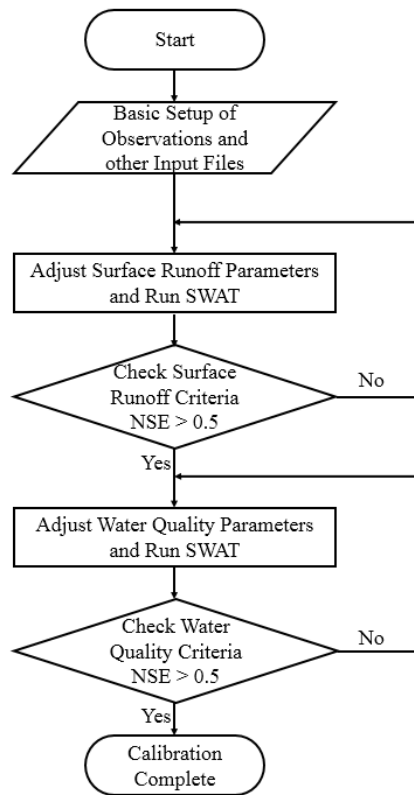 Start
Basic Setup of
Observations and
other Input Files
Adjust Surface Runoff Parameters
and Run SWAT
Check Surface
Runoff Criteria
NSE > 0.5
No
Yes
Adjust Water Quality Parameters
and Run SWAT
Check Water
Quality Criteria
NSE > 0.5
No
Yes
Calibration
Complete